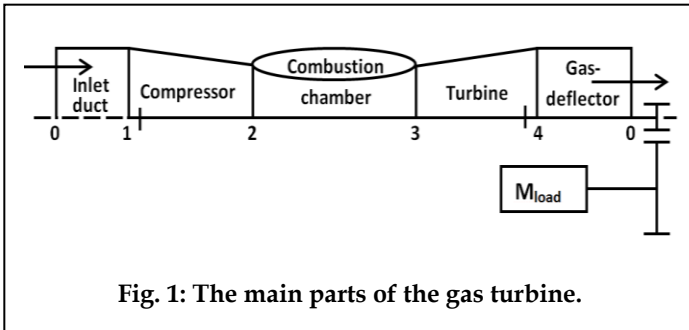 Inlet
duct
Compressor
Combustion
chamber
Turbine
Gas-
deflector
0 1 2 3 4 0
Mload
Fig. 1: The main parts of the gas turbine.